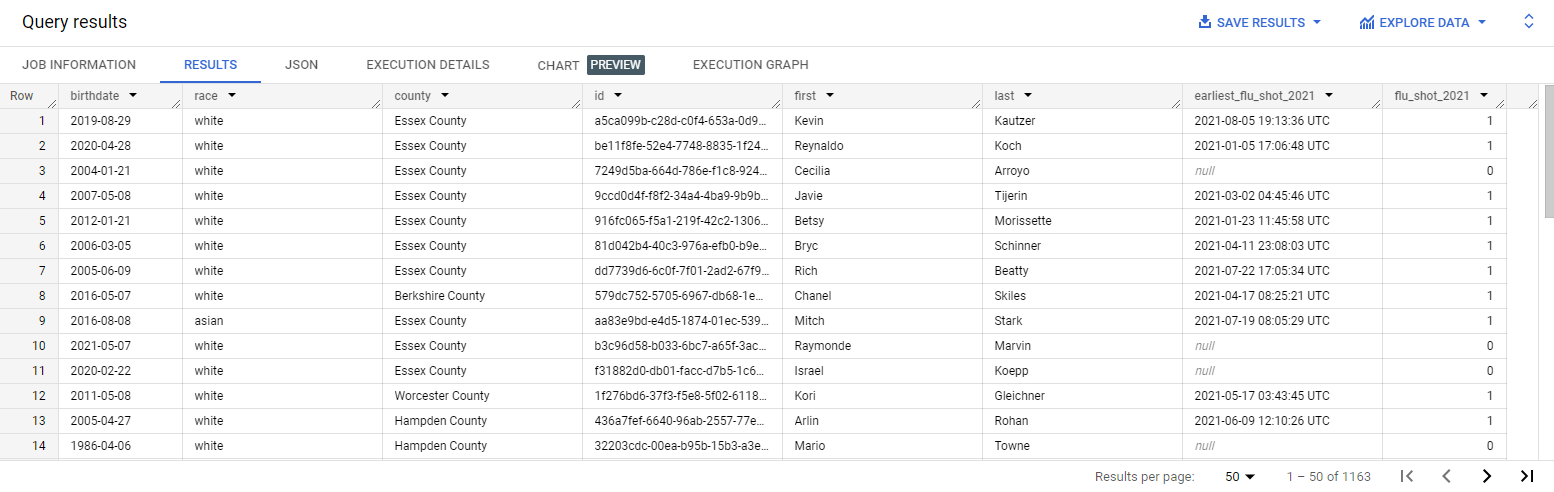 Query results SAVE RESULTS EXPLORE DATA
JOB INFORMATION RESULTS JSON EXECUTION DETAILS CHART PREVIEW EXECUTION GRAPH
Row birthdate race county id first last earliest_flu_shot_2021 flu_shot_2021
1 2019-08-29 white Essex County a5ca099b-c28d-c0f4-653a-0d9... Kevin Kautzer 2021-08-05 19:13:36 UTC 1
2 2020-04-28 white Essex County be11f8fe-52e4-7748-8835-1f24... Reynaldo Koch 2021-01-05 17:06:48 UTC 1
3 2004-01-21 white Essex County 7249d5ba-664d-786e-f1c8-924... Cecilia Arroyo null 0
4 2007-05-08 white Essex County 9ccd0d4f-f8f2-34a4-4ba9-9b9b... Javie Tijerin 2021-03-02 04:45:46 UTC 1
5 2012-01-21 white Essex County 916fc065-f5a1-219f-42c2-1306... Betsy Morissette 2021-01-23 11:45:58 UTC 1
6 2006-03-05 white Essex County 81d042b4-40c3-976a-efb0-b9e... Bryc Schinner 2021-04-11 23:08:03 UTC 1
7 2005-06-09 white Essex County dd7739d6-6c0f-7f01-2ad2-67f9... Rich Beatty 2021-07-22 17:05:34 UTC 1
8 2016-05-07 white Berkshire County 579dc752-5705-6967-db68-1e... Chanel Skiles 2021-04-17 08:25:21 UTC 1
9 2016-08-08 asian Essex County aa83e9bd-e4d5-1874-01ec-539... Mitch Stark 2021-07-19 08:05:29 UTC 1
10 2021-05-07 white Essex County b3c96d58-b033-6bc7-a65f-3ac... Raymonde Marvin null 0
11 2020-02-22 white Essex County f31882d0-db01-facc-d7b5-1c6... Israel Koepp null 0
12 2011-05-08 white Worcester County 1f276bd6-37f3-f5e8-5f02-6118... Kori Gleichner 2021-05-17 03:43:45 UTC 1
13 2005-04-27 white Hampden County 436a7fef-6640-96ab-2557-77e... Arlin Rohan 2021-06-09 12:10:26 UTC 1
14 1986-04-06 white Hampden County 32203cdc-00ea-b95b-15b3-a3e... Mario Towne null 0
Results per page: 50 1 – 50 of 1163